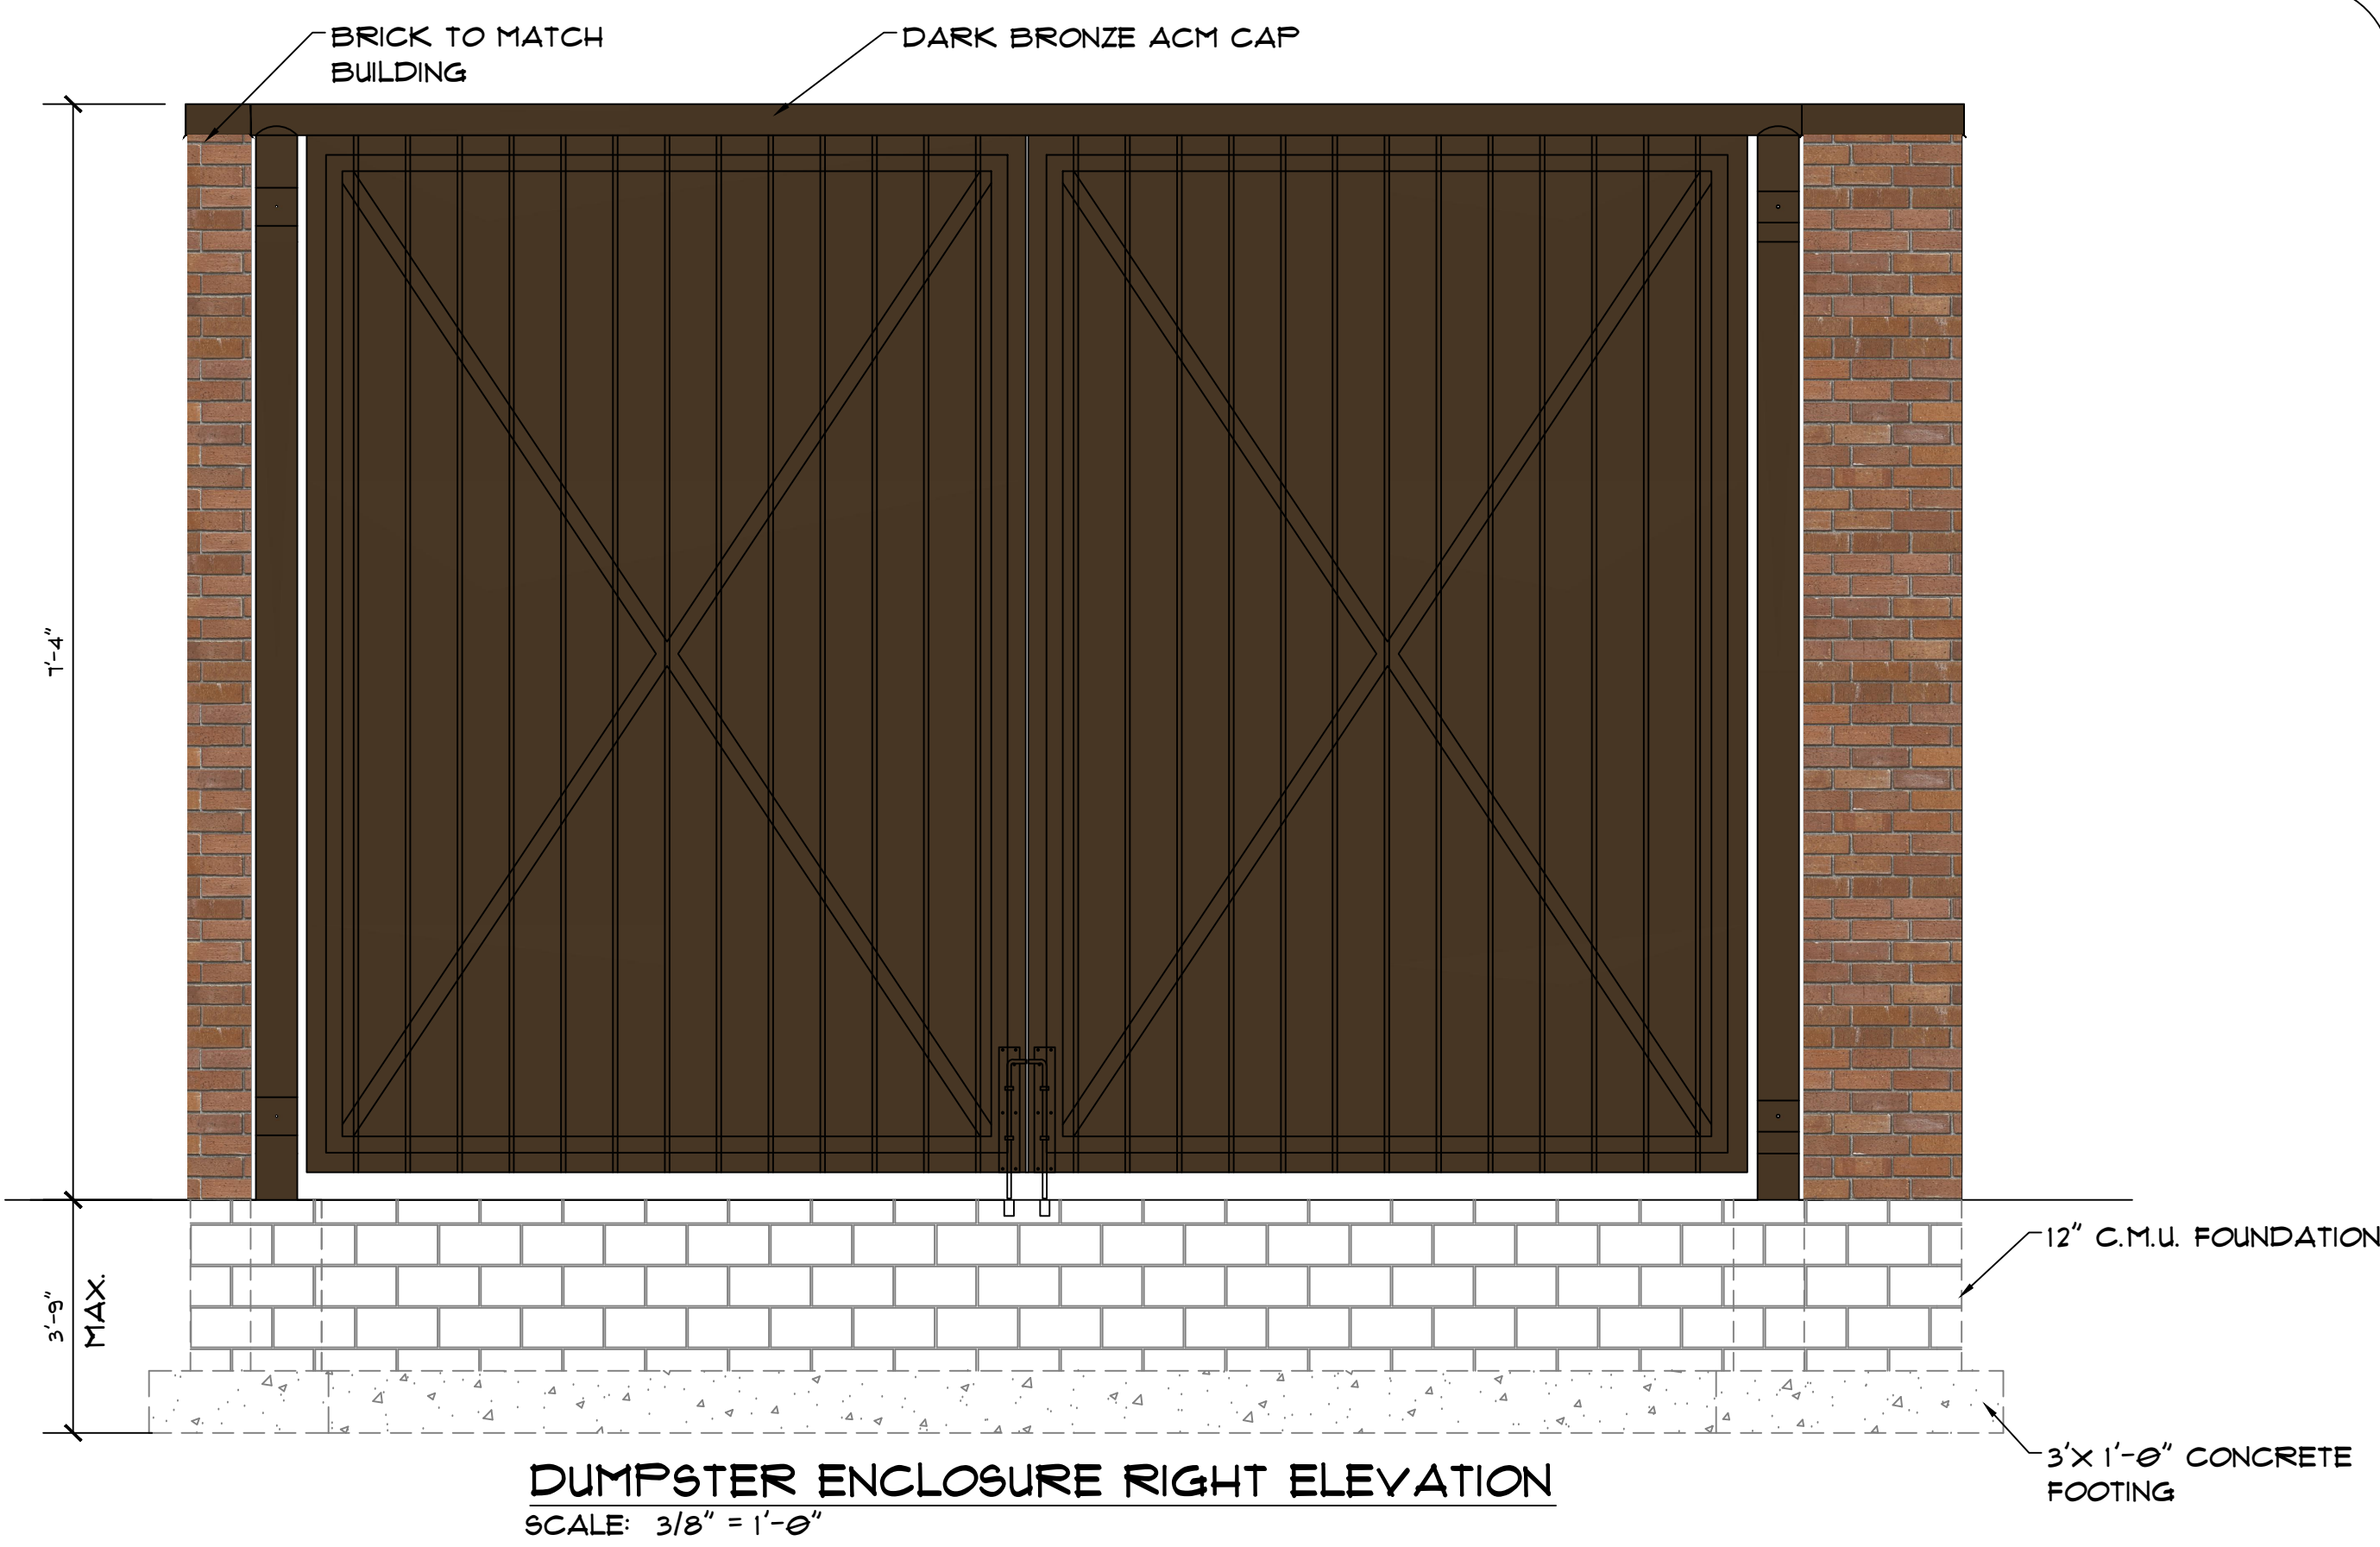 BRICK TO MATCH
BUILDING
DARK BRONZE ACM CAP
7'-4"
3'-9"
MAX.
12" C.M.U. FOUNDATION
3'X 1'-0" CONCRETE
FOOTING
DUMPSTER ENCLOSURE RIGHT ELEVATION
SCALE: 3/8" = 1'-0"